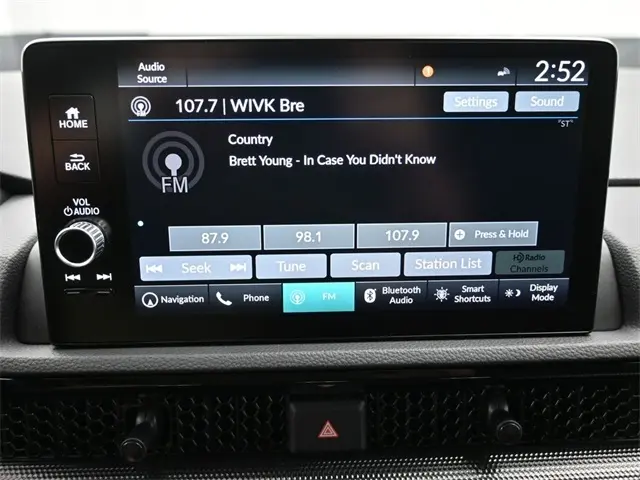 Audio
Source
2:52
HOME
107.7 | WIVK Bre
Settings
Sound
"ST"
Country
Brett Young - In Case You Didn't Know
FM
BACK
VOL
AUDIO
87.9
98.1
107.9
Press & Hold
Seek
Tune
Scan
Station List
HD Radio
Channels
Navigation
Phone
FM
Bluetooth
Audio
Smart
Shortcuts
Display
Mode